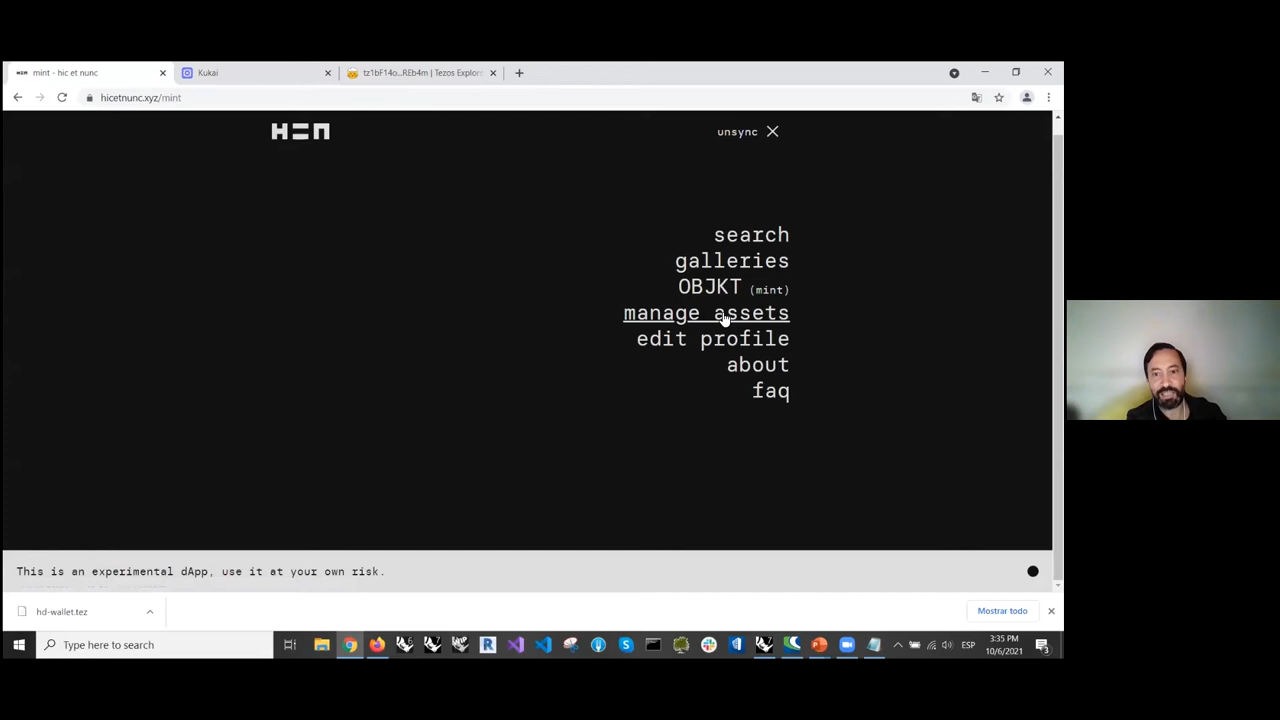 mint - hic et nunc
Kukai
tz1bF14o...REb4m | Tezos Explor
hicetnunc.xyz/mint
H=N
unsync
search
galleries
OBJKT (mint)
manage assets
edit profile
about
faq
This is an experimental dApp, use it at your own risk.
hd-wallet.tez
Mostrar todo
Type here to search
ESP
3:35 PM
10/6/2021
3